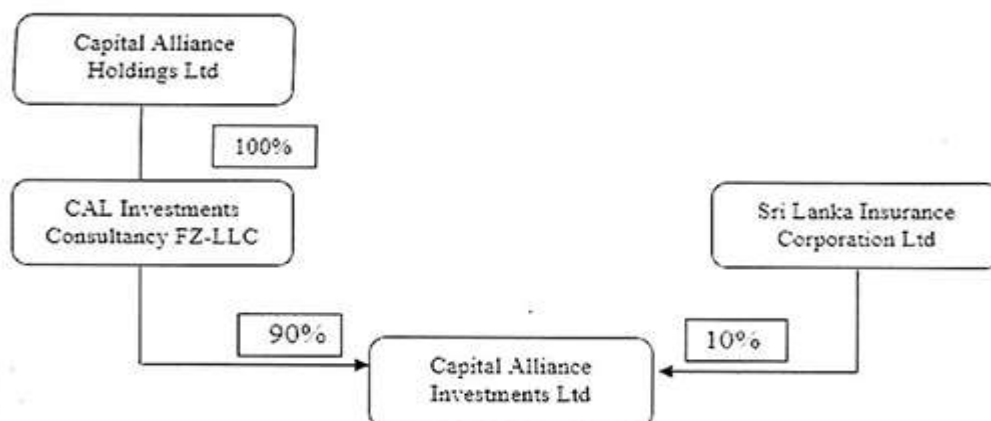 Capital Alliance
Holdings Ltd
100%
CAL Investments
Consultancy FZ-LLC
Sri Lanka Insurance
Corporation Ltd
90%
10%
Capital Alliance
Investments Ltd